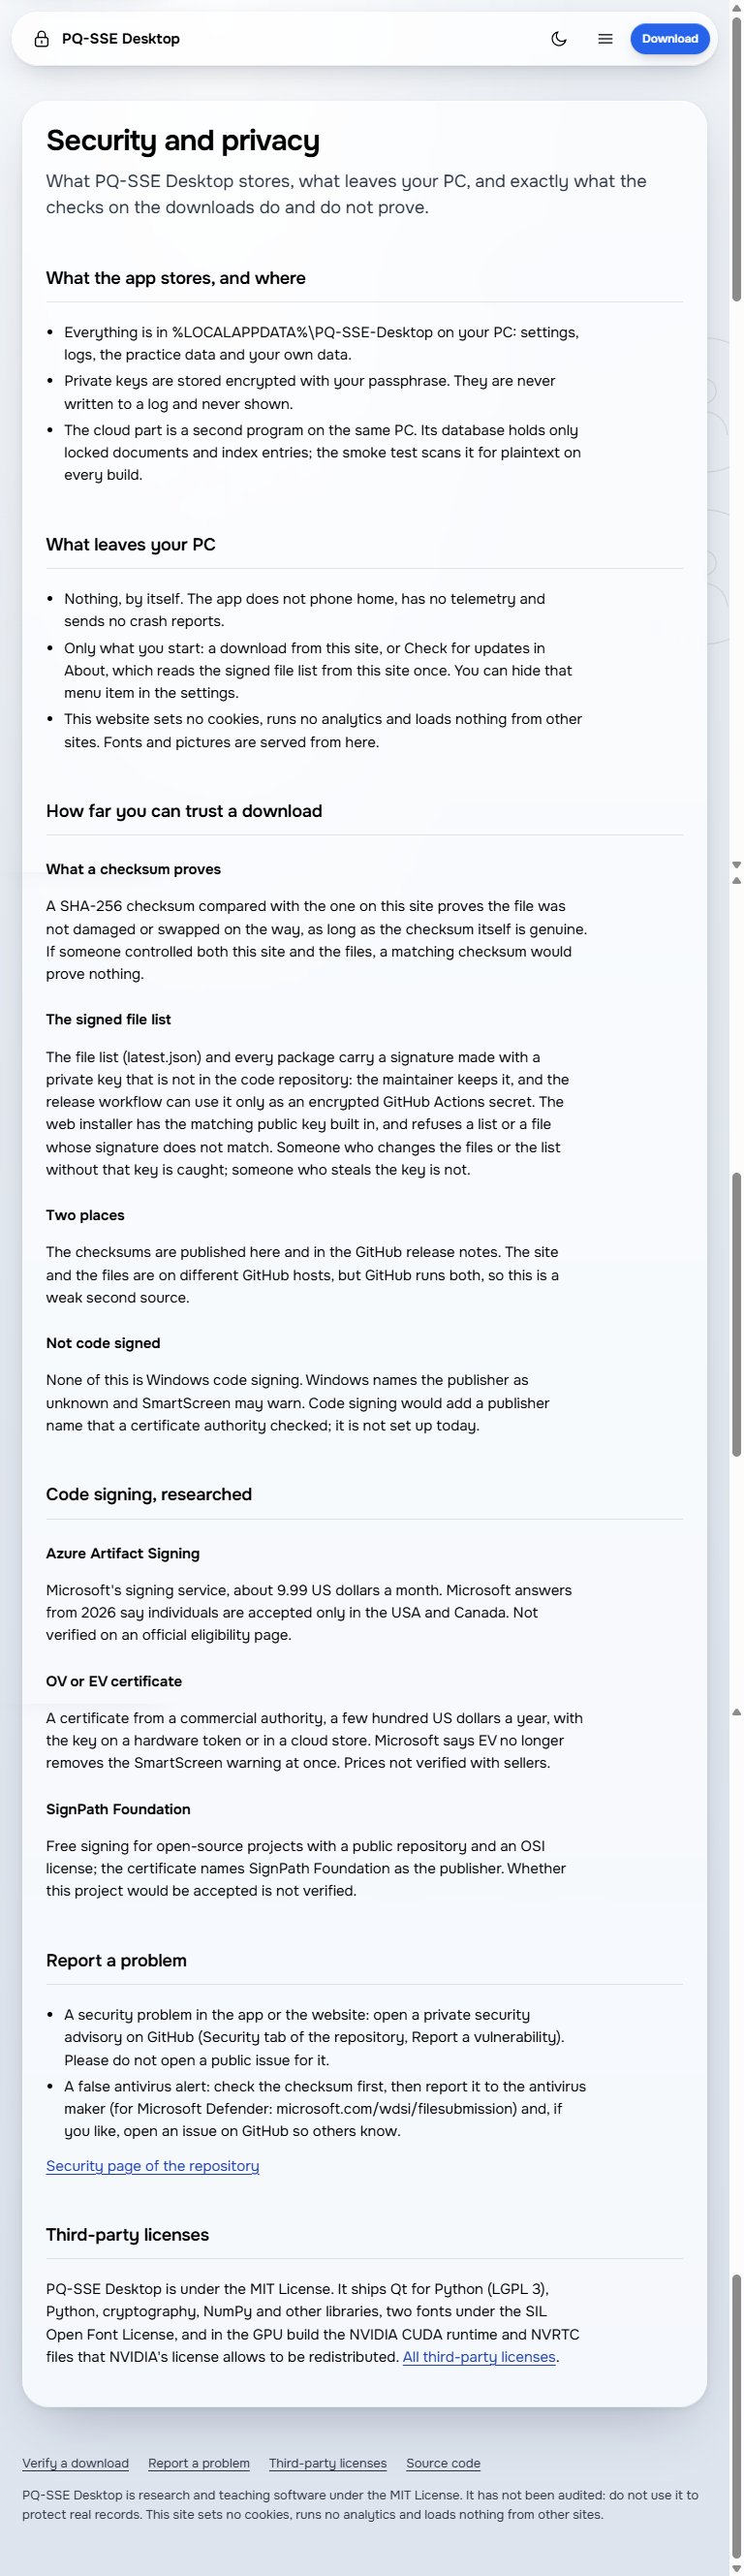 PQ-SSE Desktop
Download
Security and privacy
What PQ-SSE Desktop stores, what leaves your PC, and exactly what the
checks on the downloads do and do not prove.
What the app stores, and where
• Everything is in %LOCALAPPDATA%\PQ-SSE-Desktop on your PC: settings,
logs, the practice data and your own data.
• Private keys are stored encrypted with your passphrase. They are never
written to a log and never shown.
• The cloud part is a second program on the same PC. Its database holds only
locked documents and index entries; the smoke test scans it for plaintext on
every build.
What leaves your PC
• Nothing, by itself. The app does not phone home, has no telemetry and
sends no crash reports.
• Only what you start: a download from this site, or Check for updates in
About, which reads the signed file list from this site once. You can hide that
menu item in the settings.
• This website sets no cookies, runs no analytics and loads nothing from other
sites. Fonts and pictures are served from here.
How far you can trust a download
What a checksum proves
A SHA-256 checksum compared with the one on this site proves the file was
not damaged or swapped on the way, as long as the checksum itself is genuine.
If someone controlled both this site and the files, a matching checksum would
prove nothing.
The signed file list
The file list (latest.json) and every package carry a signature made with a
private key that is not in the code repository: the maintainer keeps it, and the
release workflow can use it only as an encrypted GitHub Actions secret. The
web installer has the matching public key built in, and refuses a list or a file
whose signature does not match. Someone who changes the files or the list
without that key is caught; someone who steals the key is not.
Two places
The checksums are published here and in the GitHub release notes. The site
and the files are on different GitHub hosts, but GitHub runs both, so this is a
weak second source.
Not code signed
None of this is Windows code signing. Windows names the publisher as
unknown and SmartScreen may warn. Code signing would add a publisher
name that a certificate authority checked; it is not set up today.
Code signing, researched
Azure Artifact Signing
Microsoft's signing service, about 9.99 US dollars a month. Microsoft answers
from 2026 say individuals are accepted only in the USA and Canada. Not
verified on an official eligibility page.
OV or EV certificate
A certificate from a commercial authority, a few hundred US dollars a year, with
the key on a hardware token or in a cloud store. Microsoft says EV no longer
removes the SmartScreen warning at once. Prices not verified with sellers.
SignPath Foundation
Free signing for open-source projects with a public repository and an OSI
license; the certificate names SignPath Foundation as the publisher. Whether
this project would be accepted is not verified.
Report a problem
• A security problem in the app or the website: open a private security
advisory on GitHub (Security tab of the repository, Report a vulnerability).
Please do not open a public issue for it.
• A false antivirus alert: check the checksum first, then report it to the antivirus
maker (for Microsoft Defender: microsoft.com/wdsi/filesubmission) and, if
you like, open an issue on GitHub so others know.
Security page of the repository
Third-party licenses
PQ-SSE Desktop is under the MIT License. It ships Qt for Python (LGPL 3),
Python, cryptography, NumPy and other libraries, two fonts under the SIL
Open Font License, and in the GPU build the NVIDIA CUDA runtime and NVRTC
files that NVIDIA's license allows to be redistributed. All third-party licenses.
Verify a download Report a problem Third-party licenses Source code
PQ-SSE Desktop is research and teaching software under the MIT License. It has not been audited: do not use it to
protect real records. This site sets no cookies, runs no analytics and loads nothing from other sites.